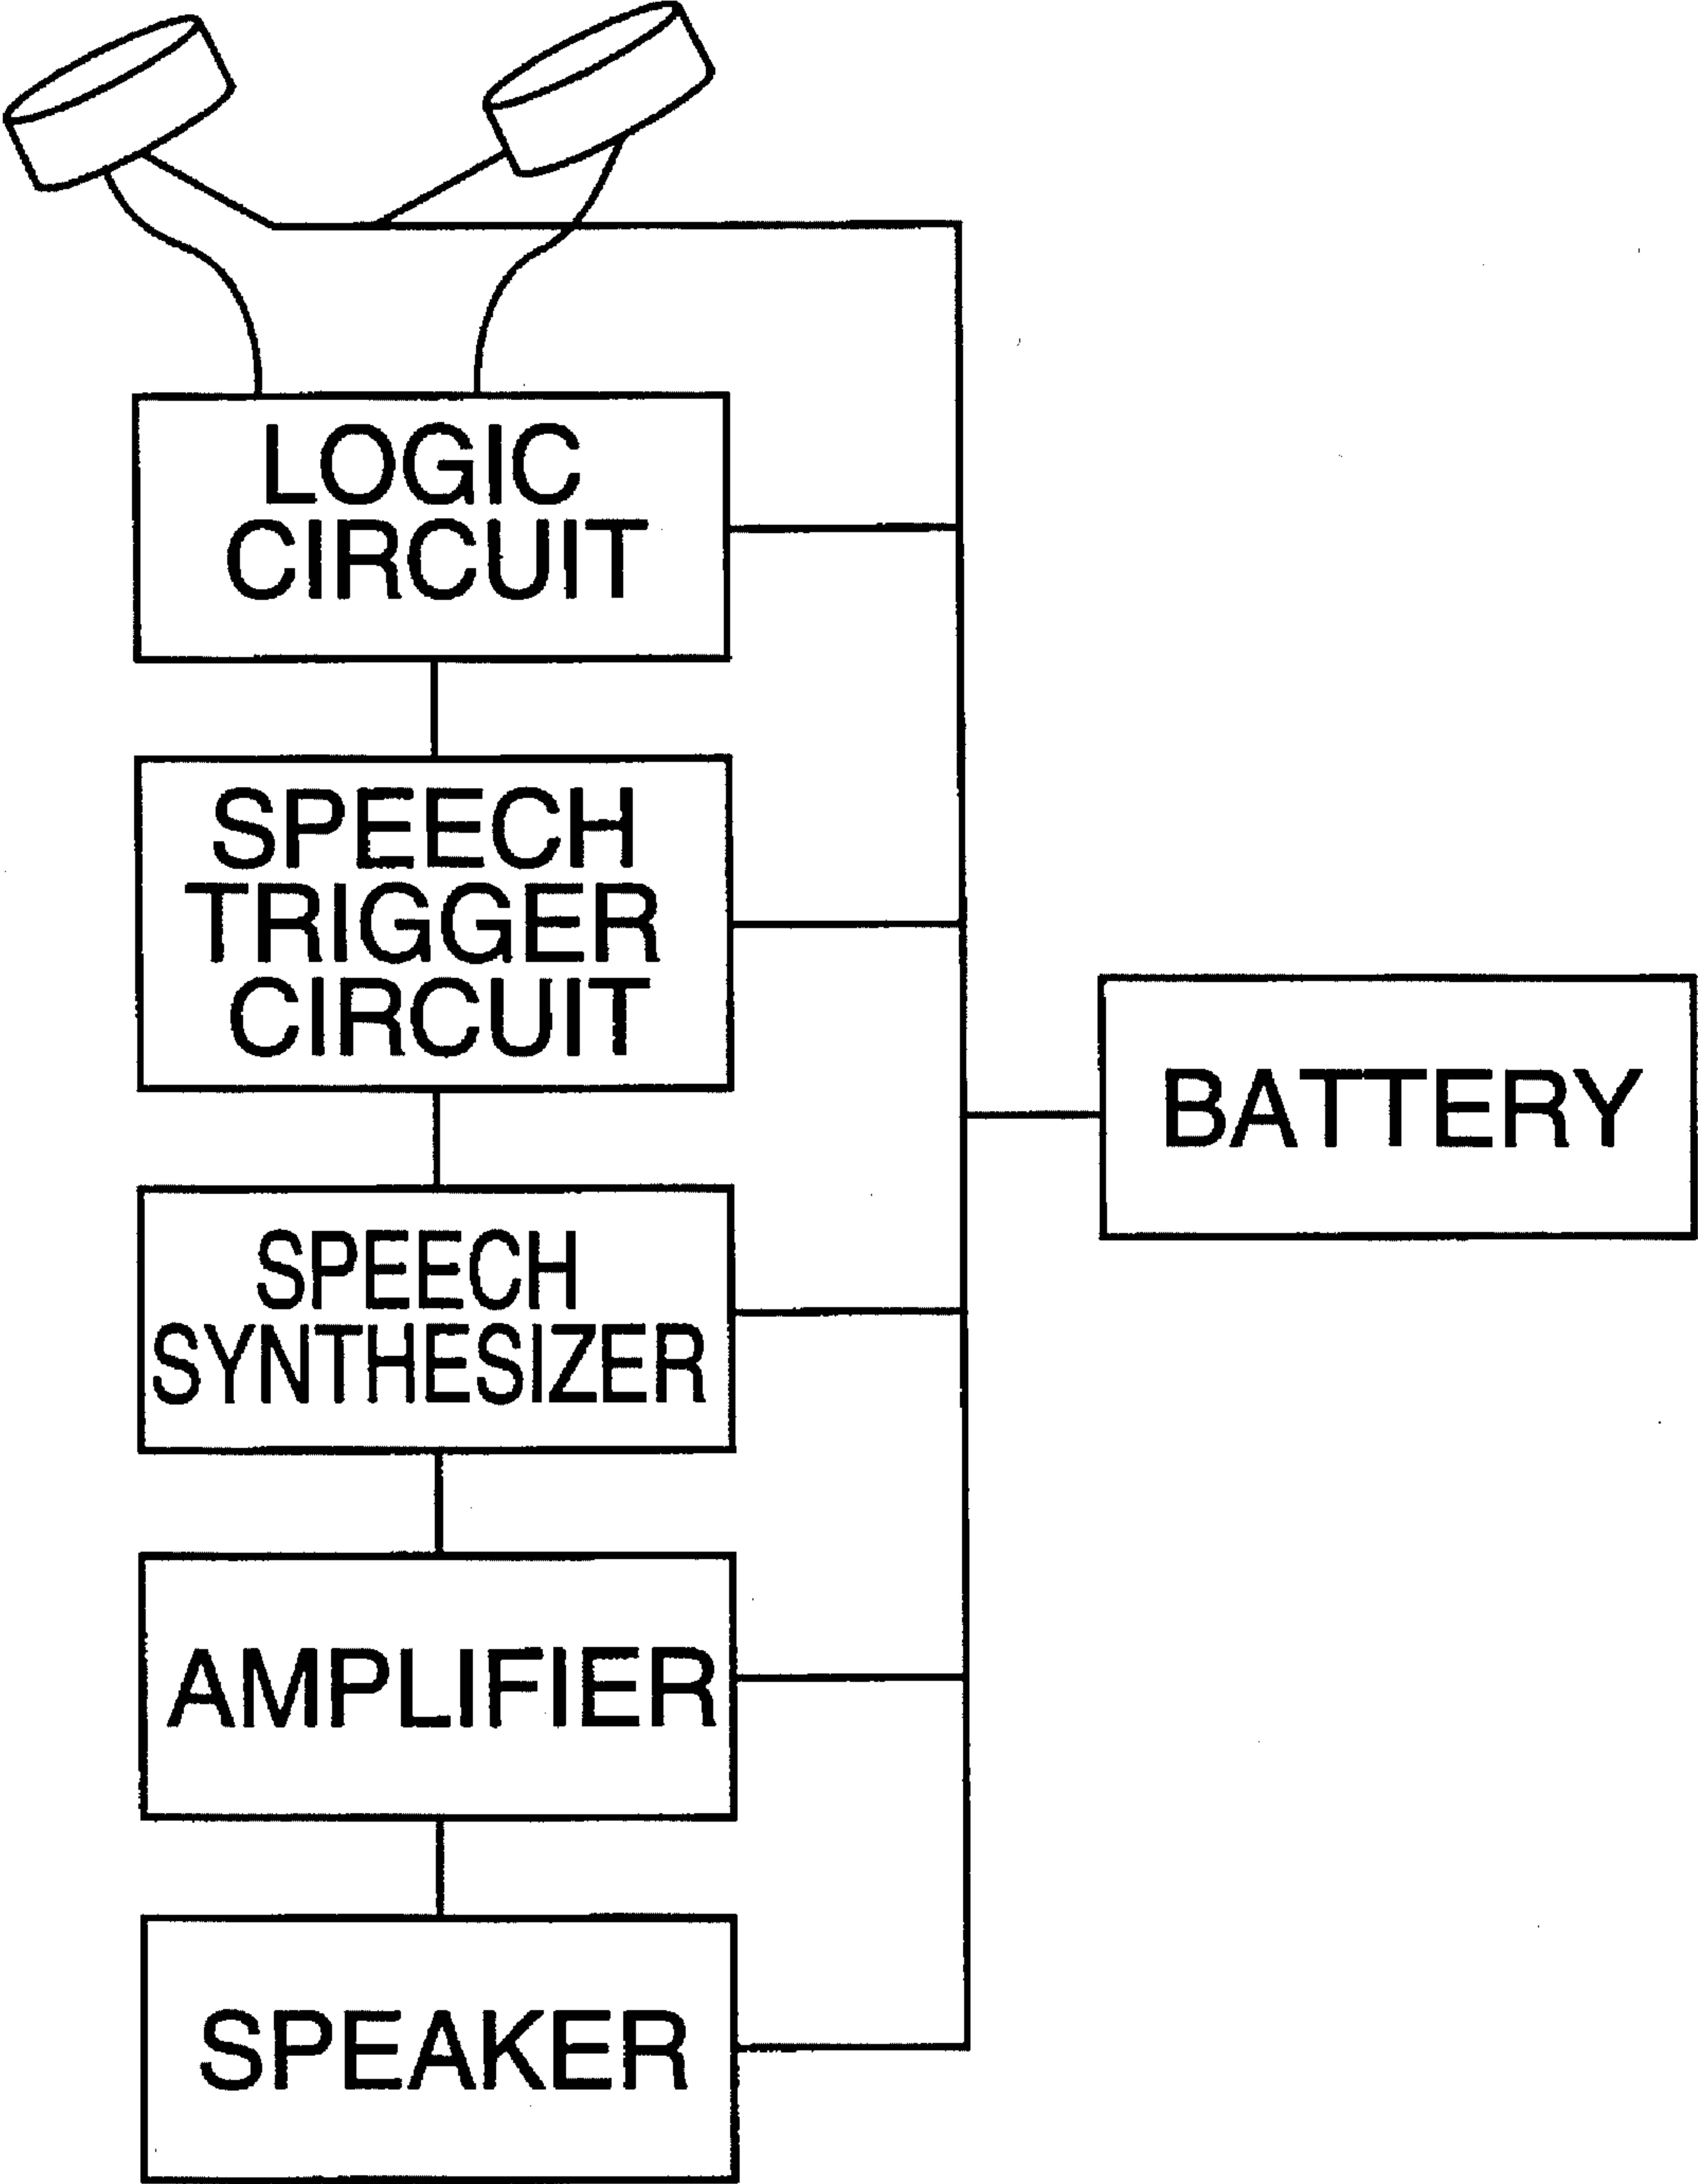 LOGIC
CIRCUIT
SPEECH
TRIGGER
CIRCUIT
BATTERY
SPEECH
SYNTHESIZER
AMPLIFIER
SPEAKER